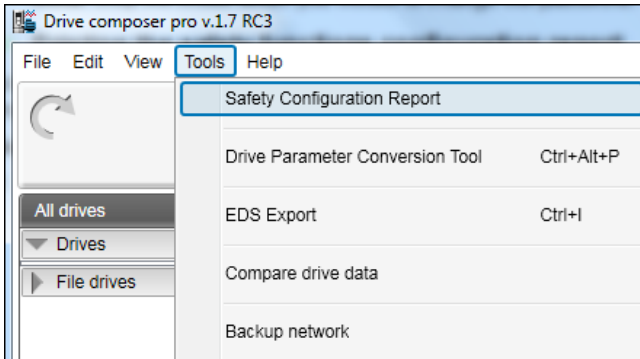 Drive composer pro v.1.7 RC3
File Edit View Tools Help
Safety Configuration Report
Drive Parameter Conversion Tool Ctrl+Alt+P
All drives
EDS Export Ctrl+I
Drives
File drives
Compare drive data
Backup network